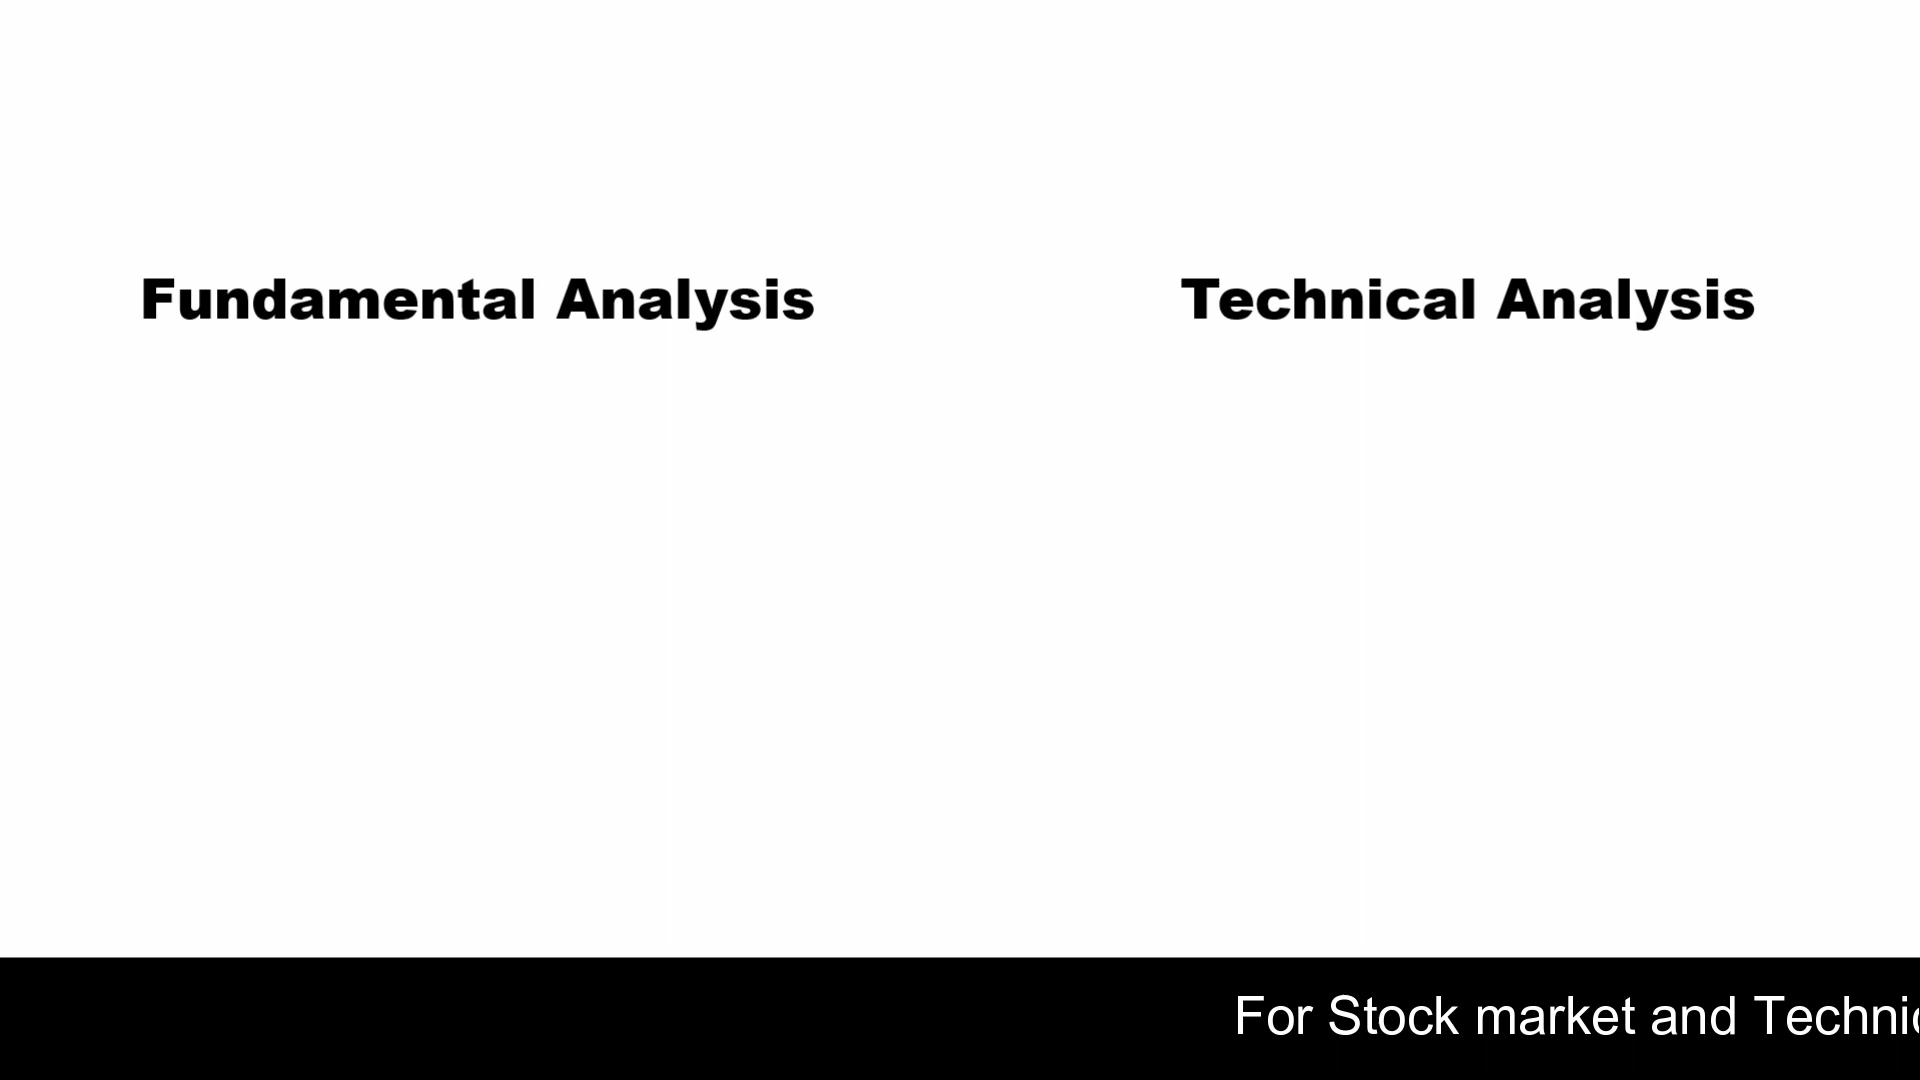 Fundamental Analysis
Technical Analysis
For Stock market and